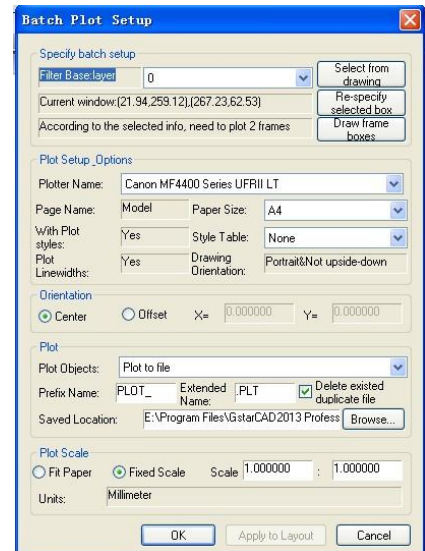 Batch Plot Setup
Specify batch setup
Filter Base:layer 0 Select from drawing
Current window:(21.94,259.12),(267.23,62.53) Re-specify selected box
According to the selected info, need to plot 2 frames Draw frame boxes
Plot Setup_Options
Plotter Name: Canon MF4400 Series UFRII LT
Page Name: Model Paper Size: A4
With Plot styles: Yes Style Table: None
Plot Linewidths: Yes Drawing Orientation: Portrait&Not upside-down
Orientation
Center Offset X= 0.000000 Y= 0.000000
Plot
Plot Objects: Plot to file
Prefix Name: PLOT_ Extended Name: .PLT Delete existed duplicate file
Saved Location: E:\Program Files\GstarCAD2013 Profess Browse...
Plot Scale
Fit Paper Fixed Scale Scale 1.000000 : 1.000000
Units: Millimeter
OK Apply to Layout Cancel